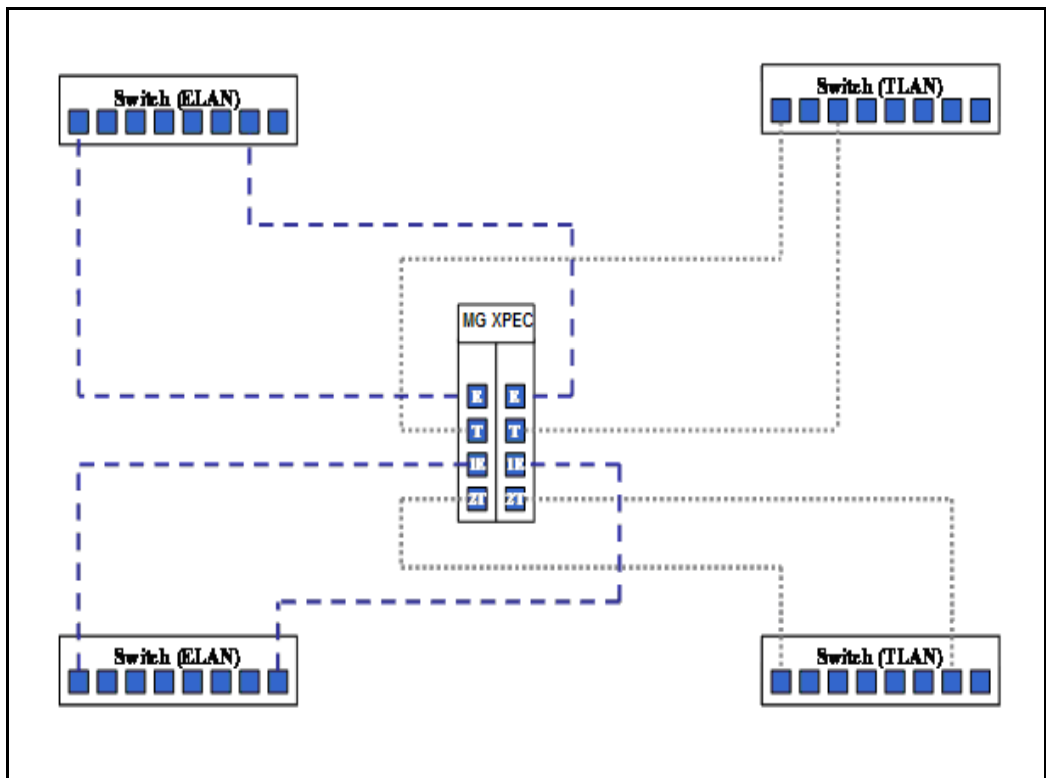 Switch (ELAN)
Switch (TLAN)
MG XPEC
E E
T T
1E 1E
2T 2T
Switch (ELAN)
Switch (TLAN)